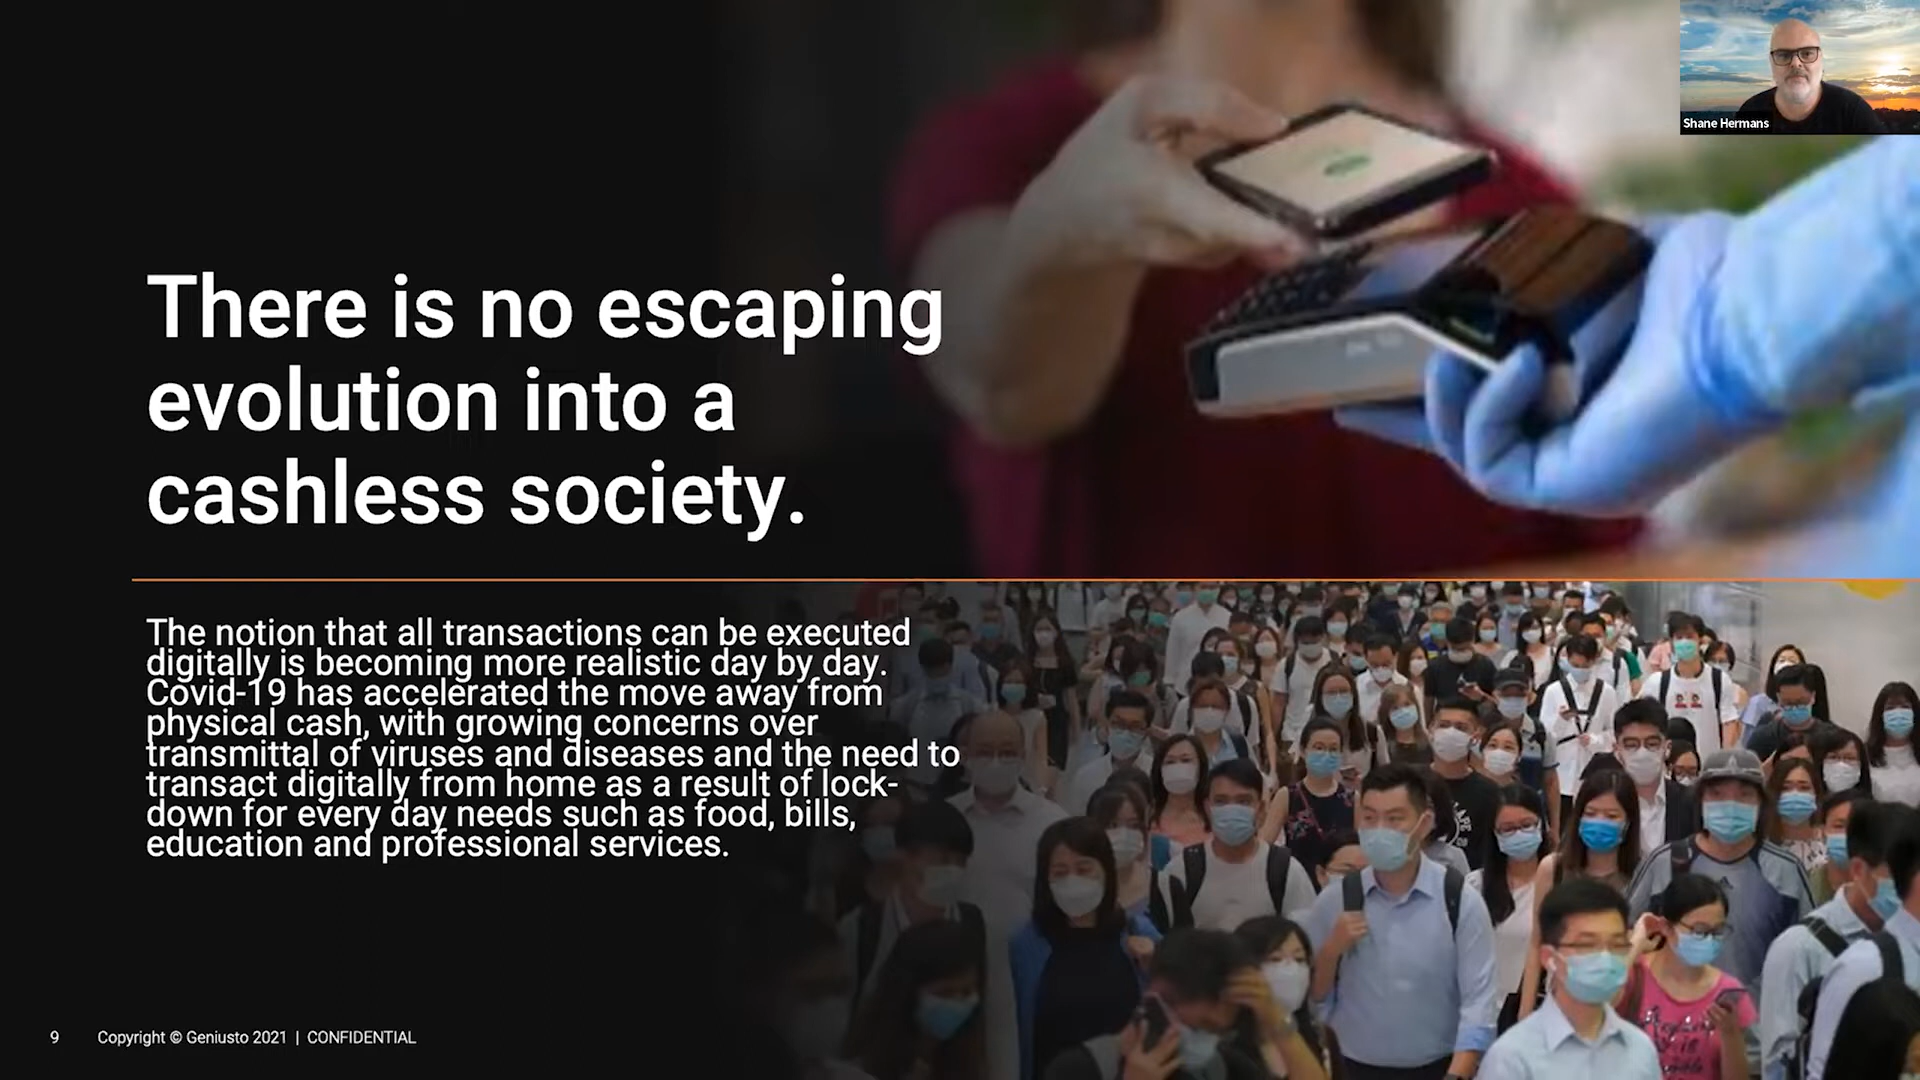 Shane Hermans
There is no escaping
evolution into a
cashless society.
The notion that all transactions can be executed
digitally is becoming more realistic day by day.
Covid-19 has accelerated the move away from
physical cash, with growing concerns over
transmittal of viruses and diseases and the need to
transact digitally from home as a result of lock-
down for every day needs such as food, bills,
education and professional services.
9 Copyright © Geniusto 2021 | CONFIDENTIAL